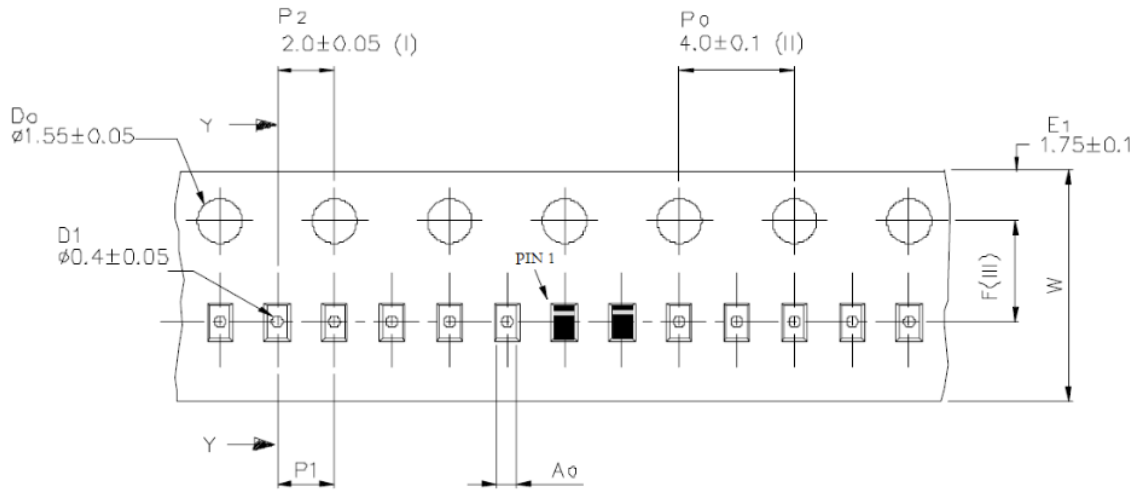 P2
2.0±0.05 (I)
Po
4.0±0.1 (II)
Do
ø1.55±0.05
Y
E1
1.75±0.1
D1
ø0.4±0.05
PIN 1
F(III)
W
Y
P1
Ao